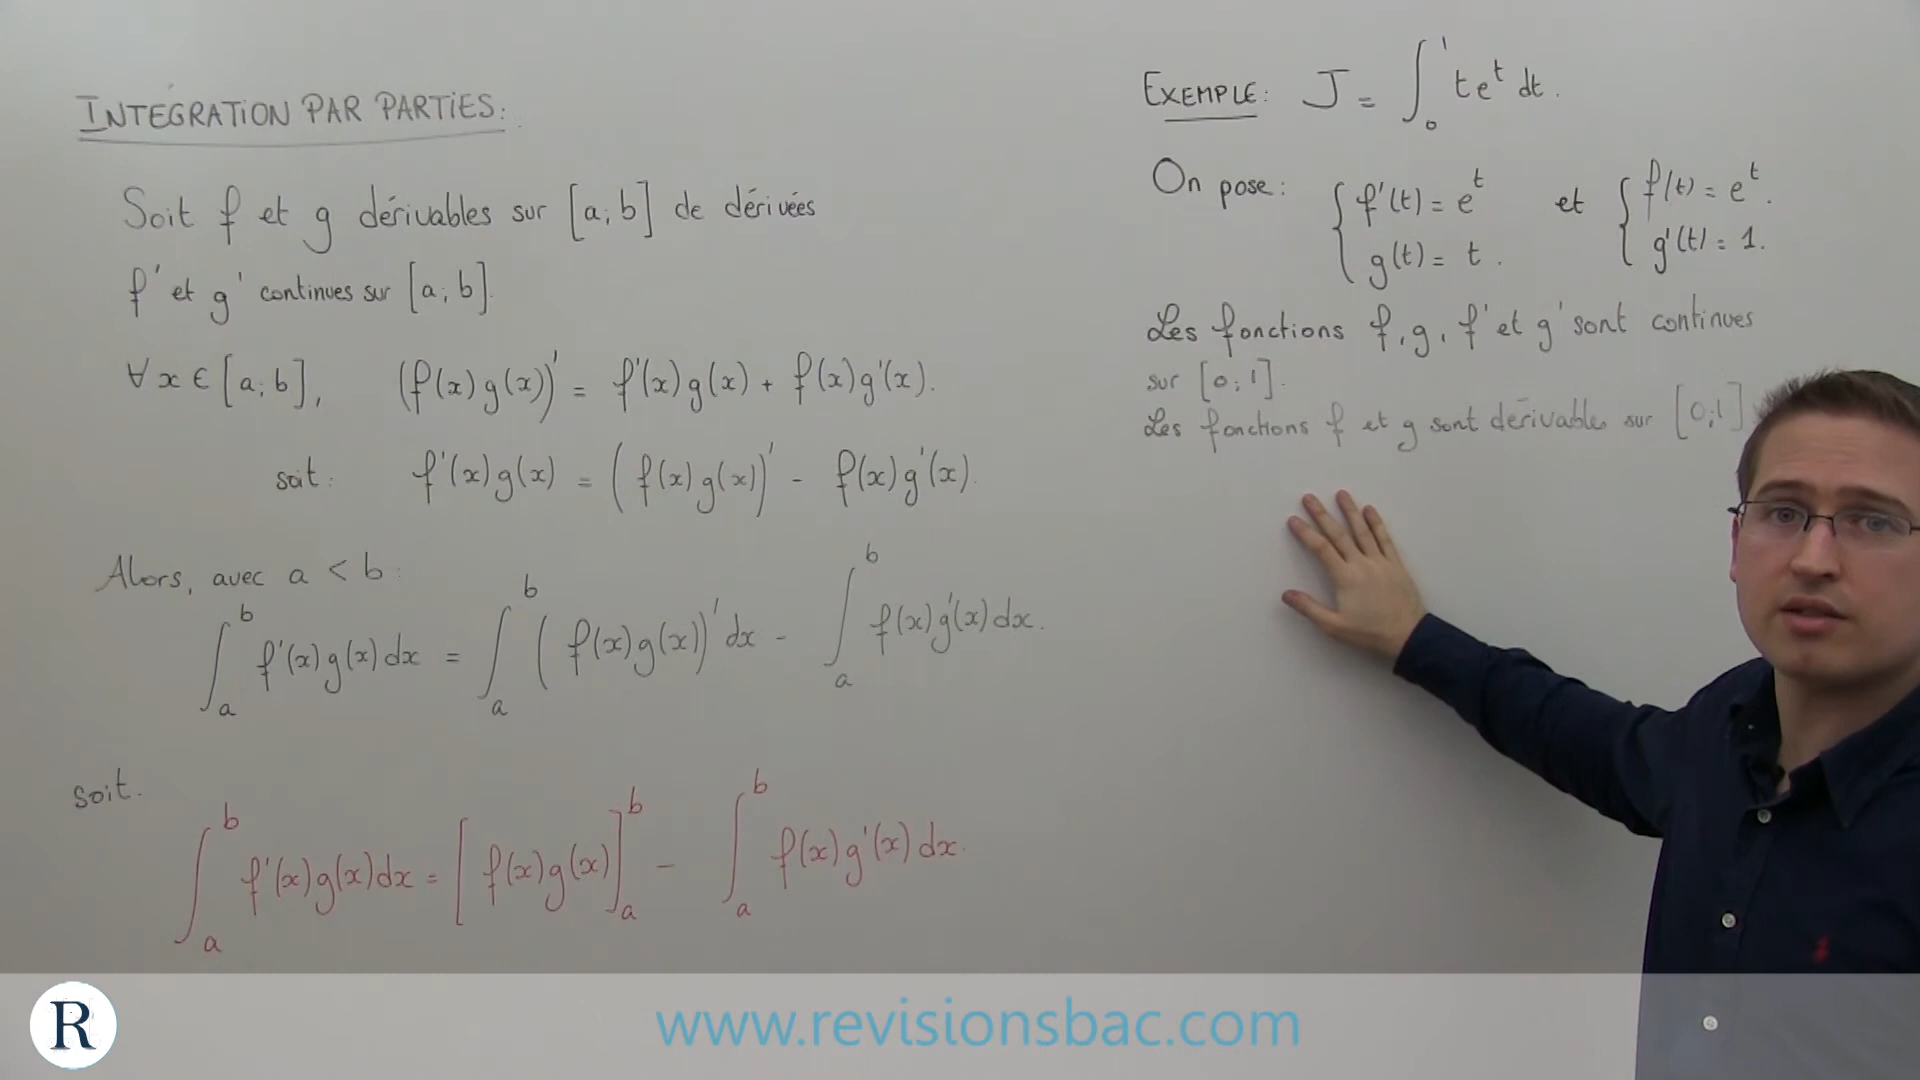 INTEGRATION PAR PARTIES:
Soit f et g dérivables sur [a;b] de dérivées
f' et g' continues sur [a;b].
∀ x ∈ [a;b], (f(x)g(x))' = f'(x)g(x) + f(x)g'(x).
soit: f'(x)g(x) = (f(x)g(x))' - f(x)g'(x).
Alors, avec a < b:
∫_a^b f'(x)g(x)dx = ∫_a^b (f(x)g(x))' dx - ∫_a^b f(x)g'(x)dx.
soit.
∫_a^b f'(x)g(x)dx = [f(x)g(x)]_a^b - ∫_a^b f(x)g'(x)dx.
EXEMPLE: J = ∫_0^1 te^t dt.
On pose: { f'(t) = e^t et { f(t) = e^t.
g(t) = t. g'(t) = 1.
Les fonctions f, g, f' et g' sont continues
sur [0;1].
Les fonctions f et g sont dérivables sur [0;1]
R
www.revisionsbac.com